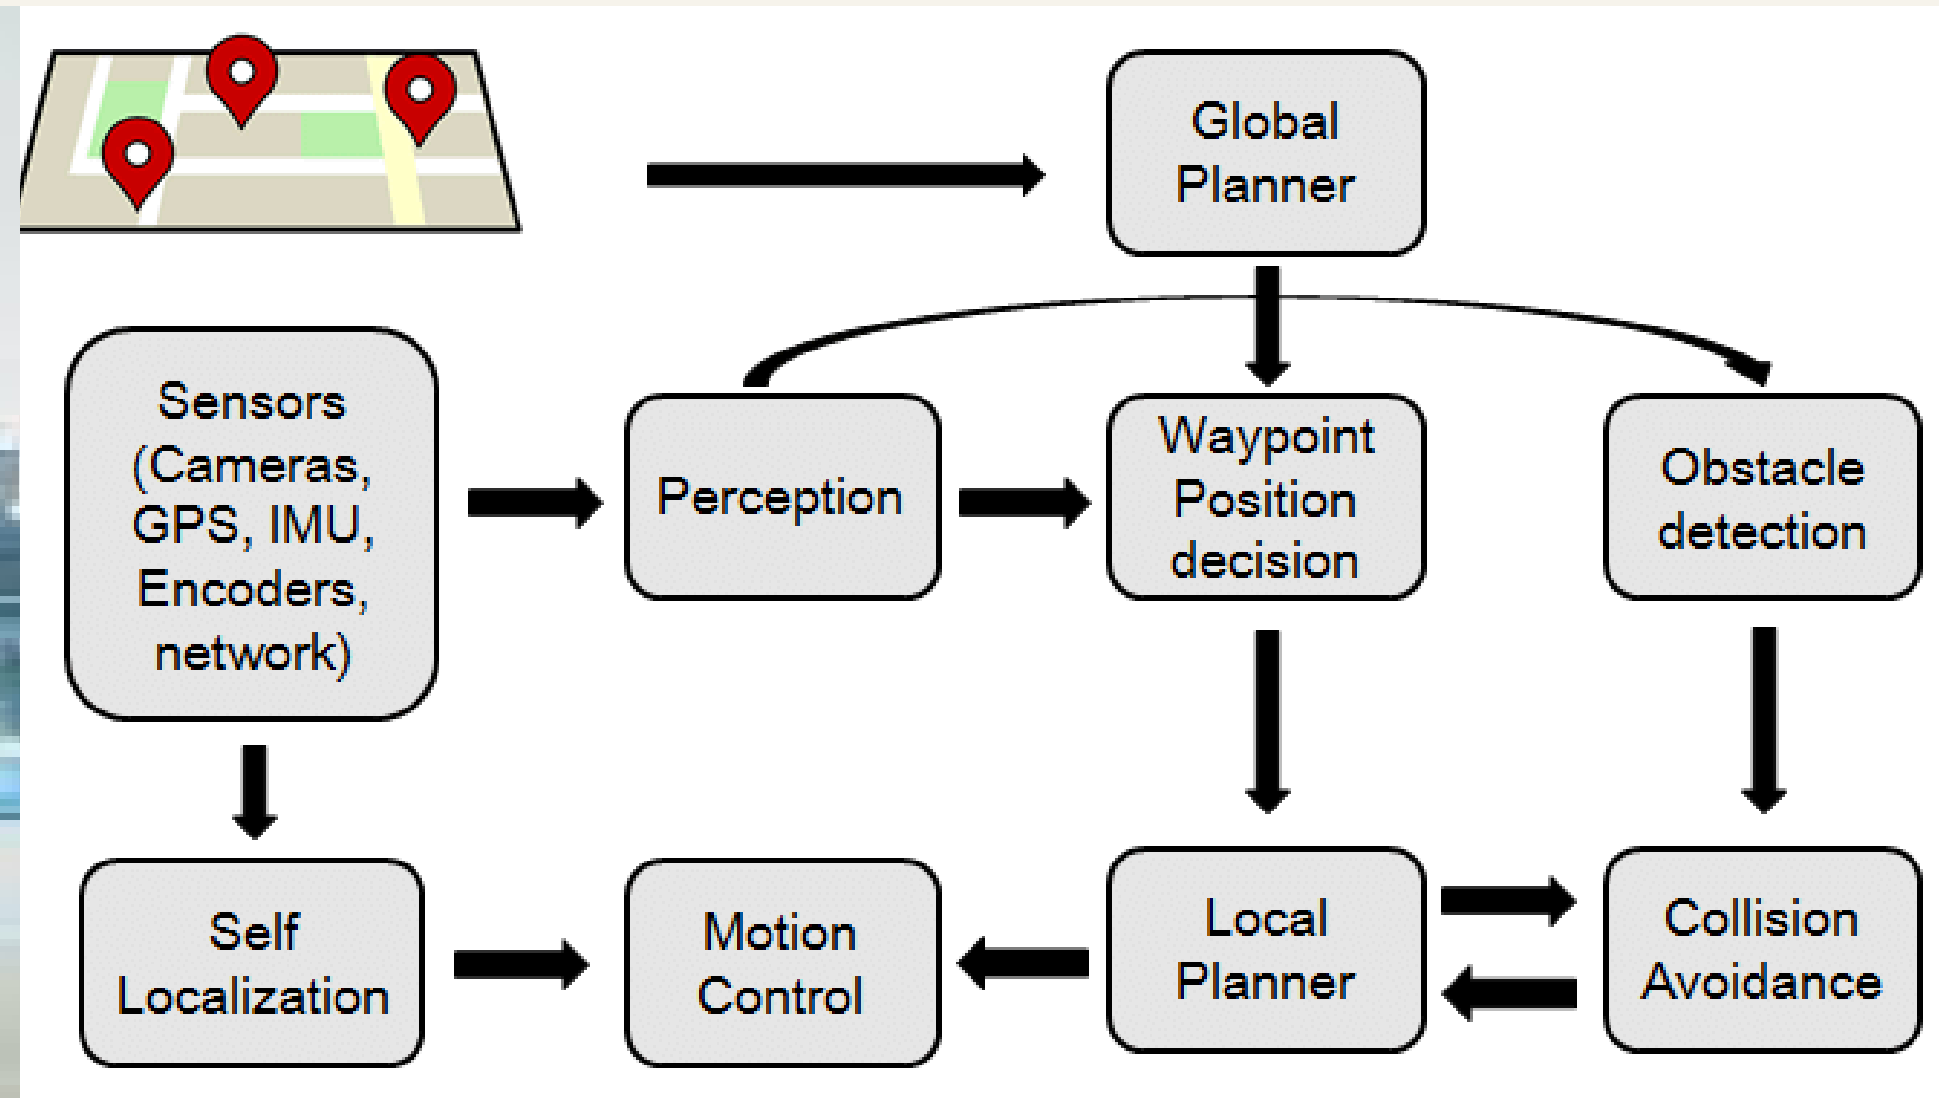 Global
Planner
Sensors
(Cameras,
GPS, IMU,
Encoders,
network)
Perception
Waypoint
Position
decision
Obstacle
detection
Self
Localization
Motion
Control
Local
Planner
Collision
Avoidance